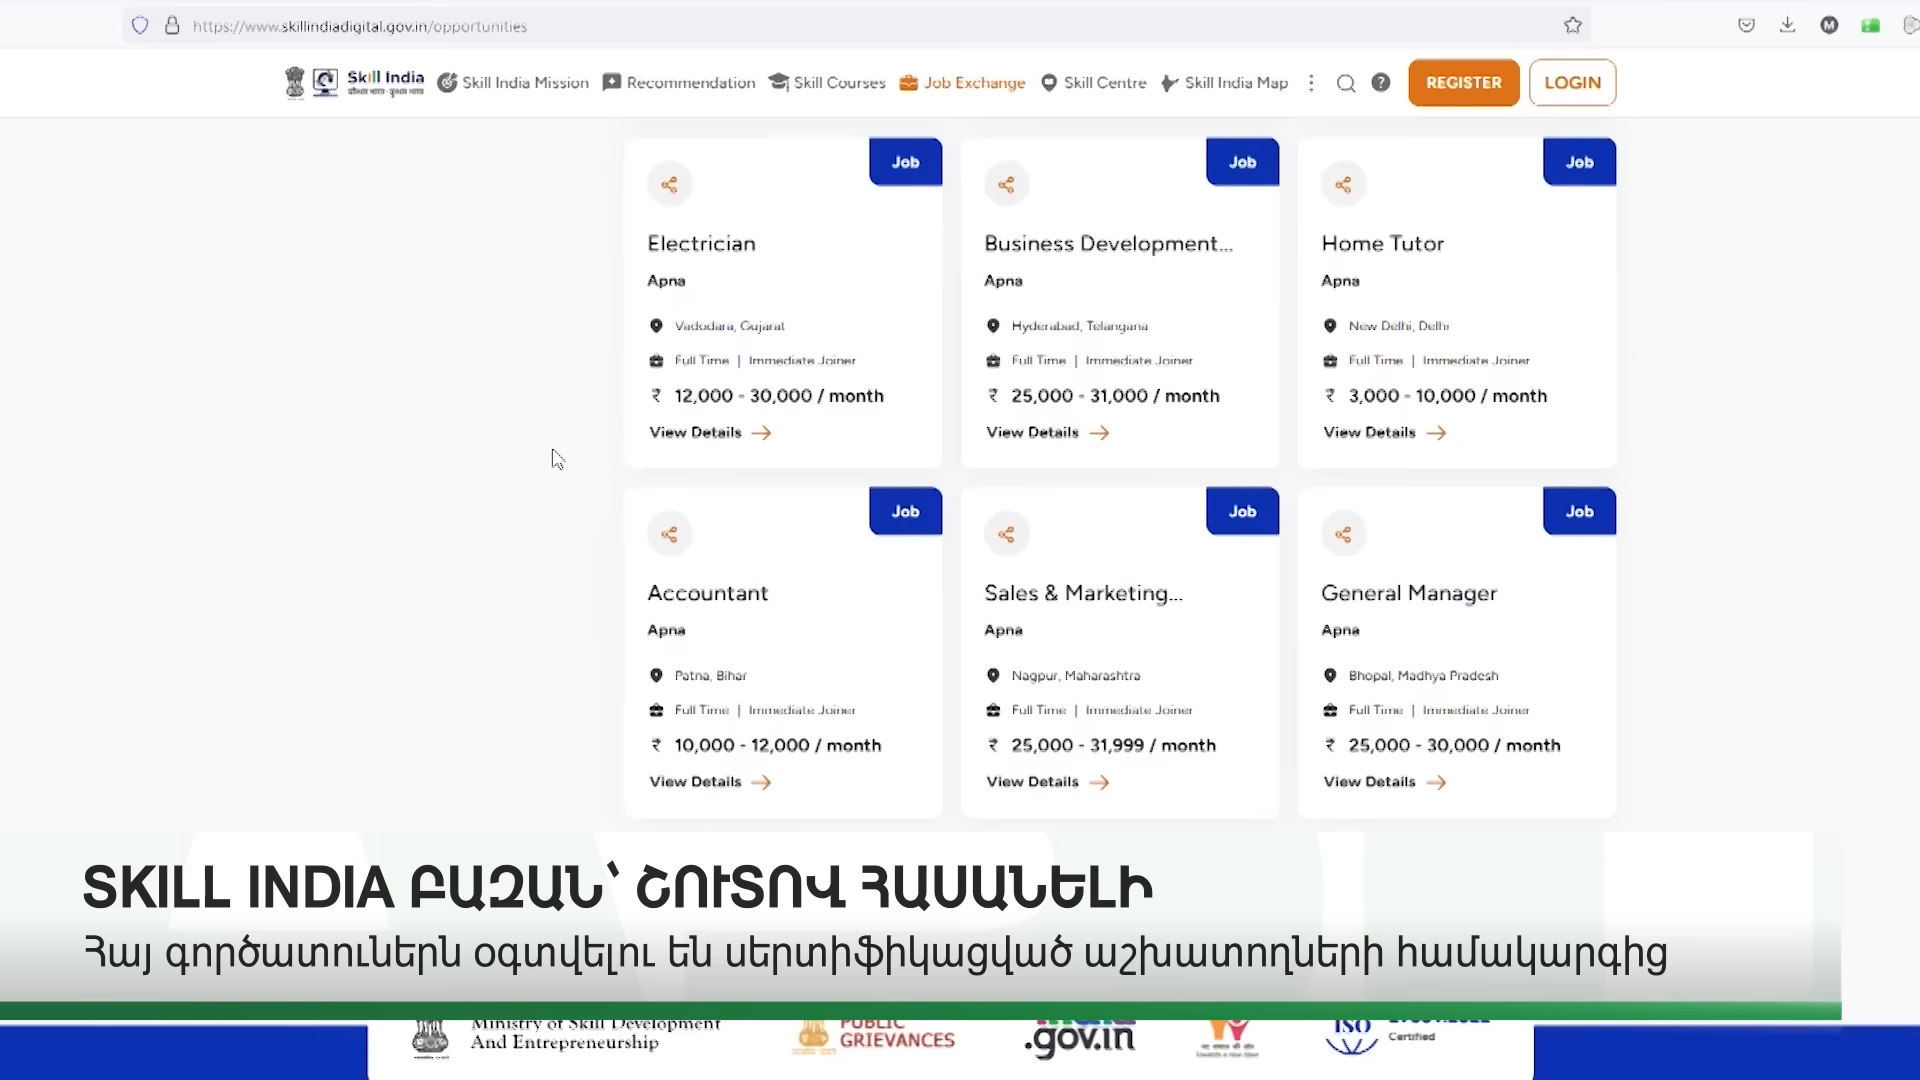 https://www.skillindiadigital.gov.in/opportunities
Skill India
Skill India Mission
Recommendation
Skill Courses
Job Exchange
Skill Centre
Skill India Map
REGISTER
LOGIN
Job
Electrician
Apna
Vadodara, Gujarat
Full Time | Immediate Joiner
₹ 12,000 - 30,000 / month
View Details
Job
Business Development...
Apna
Hyderabad, Telangana
Full Time | Immediate Joiner
₹ 25,000 - 31,000 / month
View Details
Job
Home Tutor
Apna
New Delhi, Delhi
Full Time | Immediate Joiner
₹ 3,000 - 10,000 / month
View Details
Job
Accountant
Apna
Patna, Bihar
Full Time | Immediate Joiner
₹ 10,000 - 12,000 / month
View Details
Job
Sales & Marketing...
Apna
Nagpur, Maharashtra
Full Time | Immediate Joiner
₹ 25,000 - 31,999 / month
View Details
Job
General Manager
Apna
Bhopal, Madhya Pradesh
Full Time | Immediate Joiner
₹ 25,000 - 30,000 / month
View Details
SKILL INDIA ԲԱԶԱՆ՝ ՇՈՒՏՈՎ ՀԱՍԱՆԵԼԻ
Հայ գործատուներն օգտվելու են սերտիֆիկացված աշխատողների համակարգից
Ministry of Skill Development
And Entrepreneurship
PUBLIC
GRIEVANCES
.gov.in
ISO
Certified